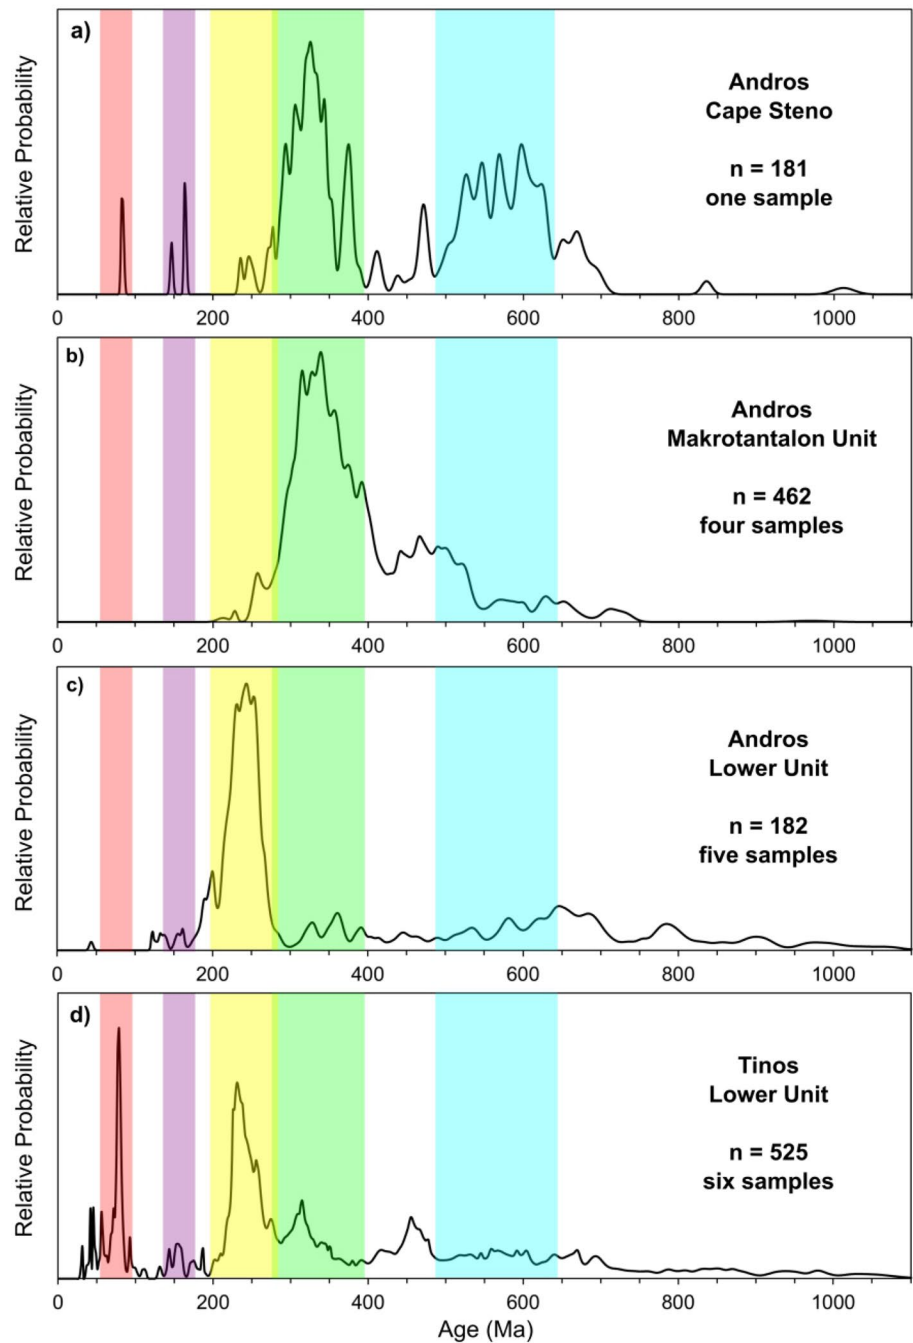 a)
Relative Probability
Andros
Cape Steno
n = 181
one sample
0 200 400 600 800 1000
b)
Relative Probability
Andros
Makrotantalon Unit
n = 462
four samples
0 200 400 600 800 1000
c)
Relative Probability
Andros
Lower Unit
n = 182
five samples
0 200 400 600 800 1000
d)
Relative Probability
Tinos
Lower Unit
n = 525
six samples
0 200 400 600 800 1000
Age (Ma)